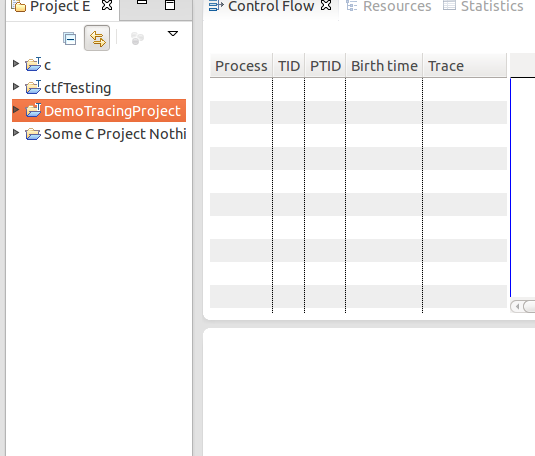 Project E
c
ctfTesting
DemoTracingProject
Some C Project Nothi
Control Flow
Resources
Statistics
Process TID PTID Birth time Trace